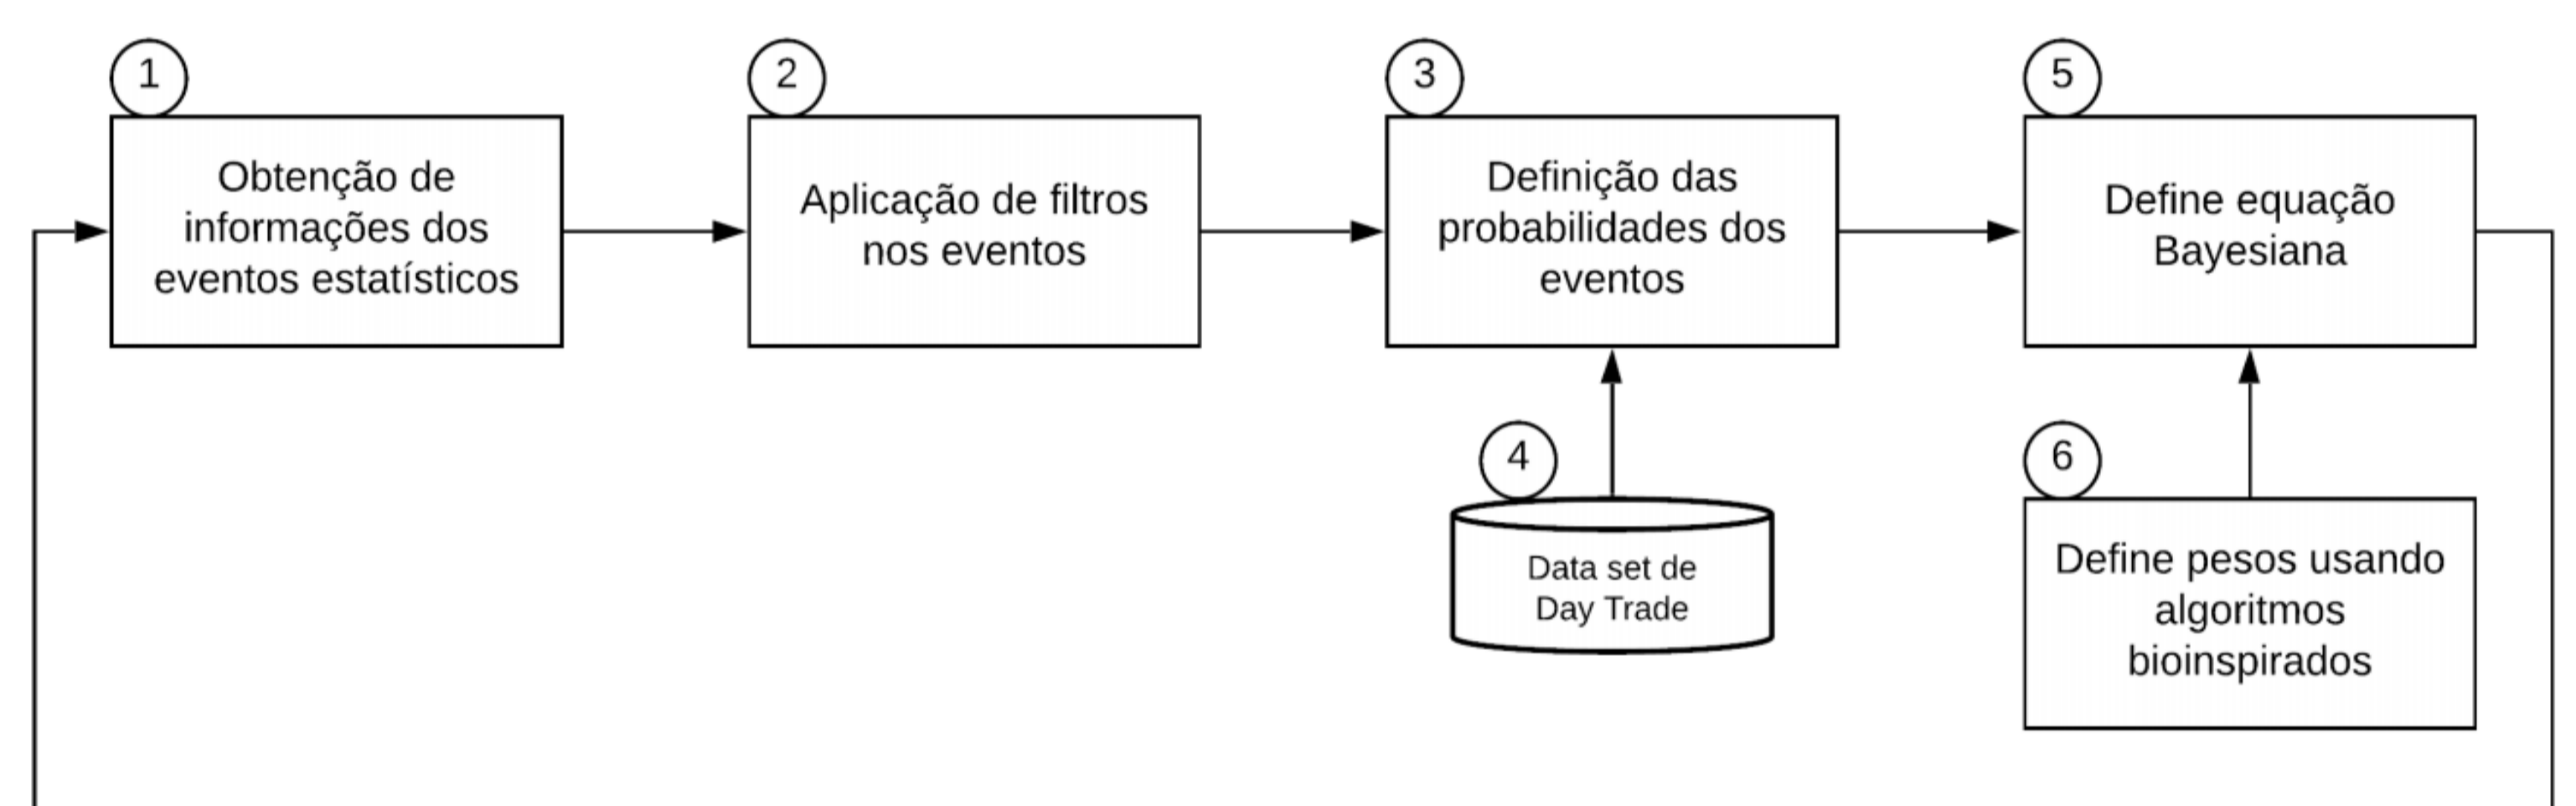 1
Obtenção de
informações dos
eventos estatísticos
2
Aplicação de filtros
nos eventos
3
Definição das
probabilidades dos
eventos
4
Data set de
Day Trade
5
Define equação
Bayesiana
6
Define pesos usando
algoritmos
bioinspirados